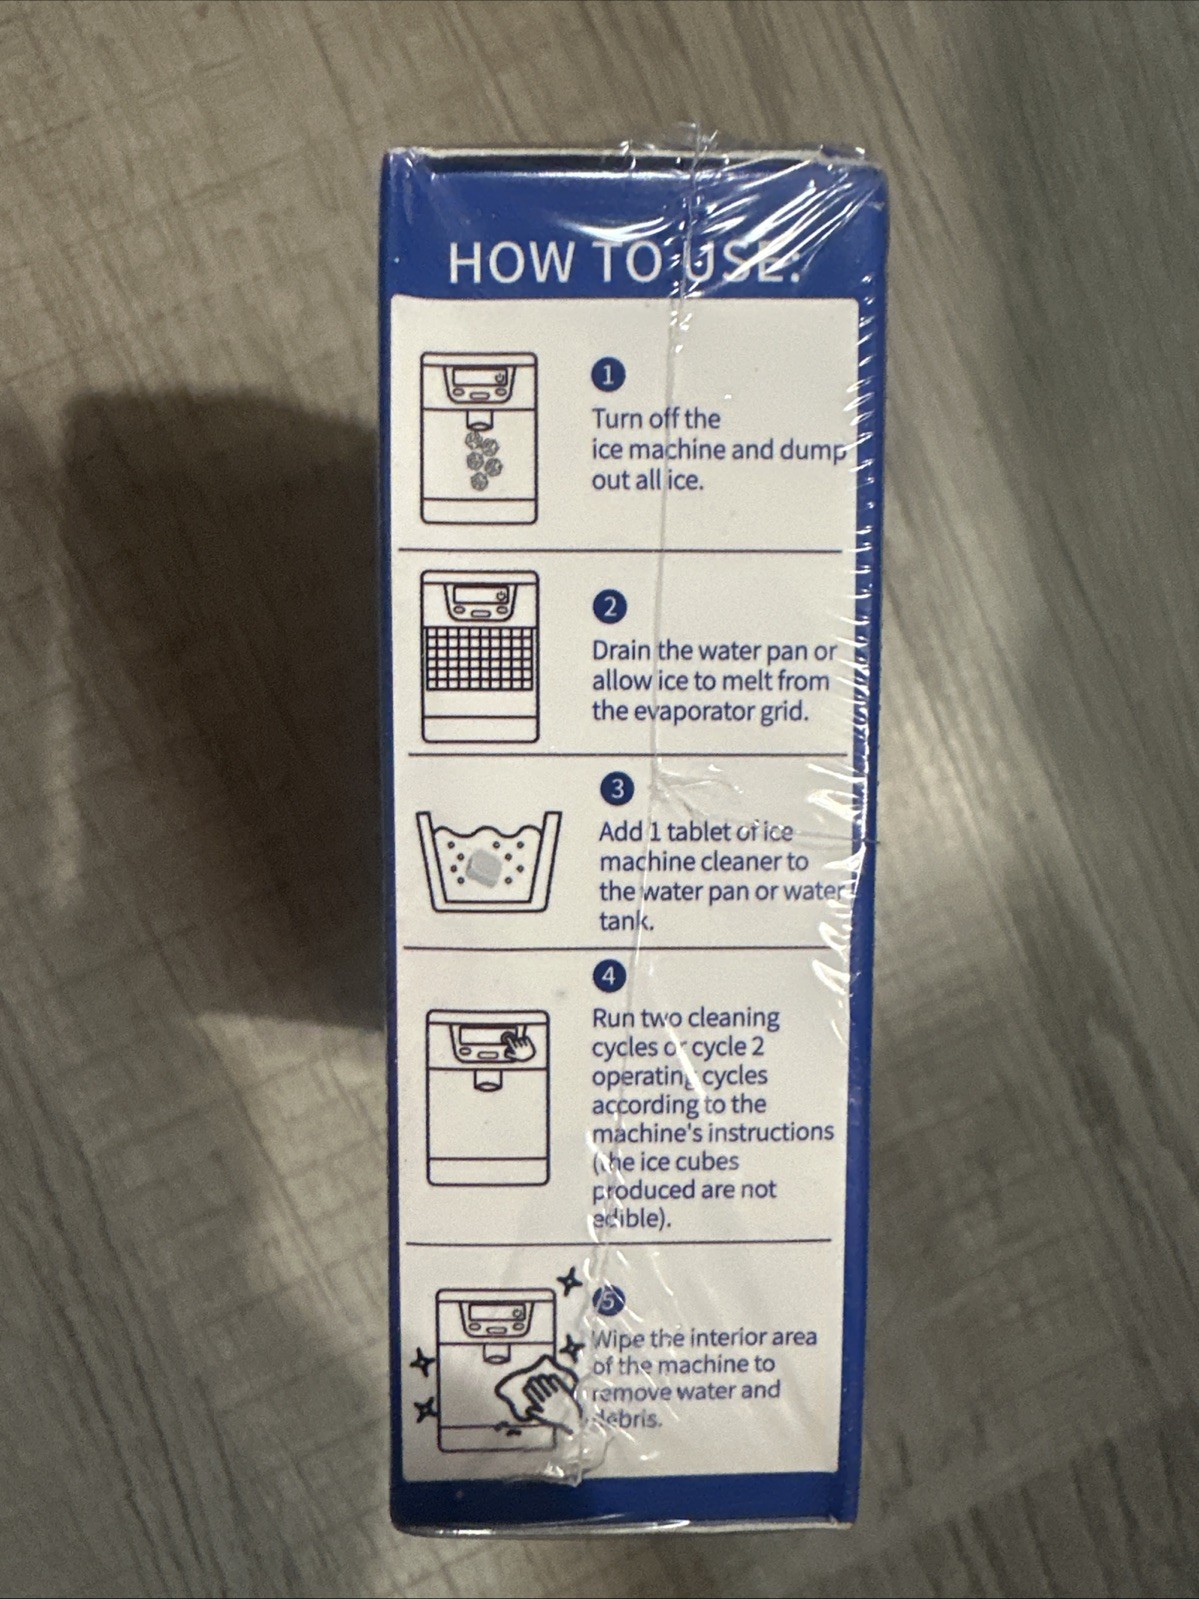 HOW TO USE:
1
Turn off the
ice machine and dump
out all ice.
2
Drain the water pan or
allow ice to melt from
the evaporator grid.
3
Add 1 tablet of ice
machine cleaner to
the water pan or water
tank.
4
Run two cleaning
cycles or cycle 2
operating cycles
according to the
machine's instructions
(the ice cubes
produced are not
edible).
5
Wipe the interior area
of the machine to
remove water and
debris.